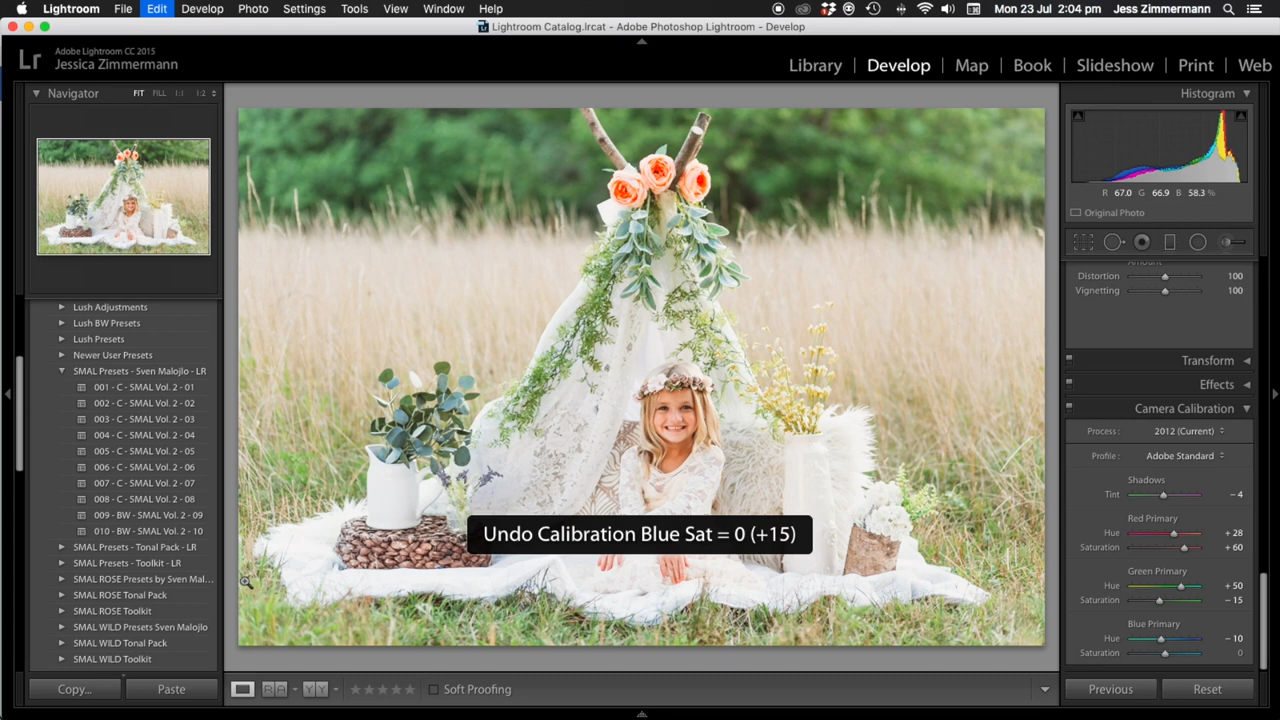 Lightroom File Edit Develop Photo Settings Tools View Window Help Mon 23 Jul 2:04 pm Jess Zimmermann
Lightroom Catalog.lrcat - Adobe Photoshop Lightroom - Develop
Lr
Adobe Lightroom CC 2015
Jessica Zimmermann
Library | Develop | Map | Book | Slideshow | Print | Web
Navigator FIT FILL 1:1 1:2
Lush Adjustments
Lush BW Presets
Lush Presets
Newer User Presets
SMAL Presets - Sven Malojlo - LR
001 - C - SMAL Vol. 2 - 01
002 - C - SMAL Vol. 2 - 02
003 - C - SMAL Vol. 2 - 03
004 - C - SMAL Vol. 2 - 04
005 - C - SMAL Vol. 2 - 05
006 - C - SMAL Vol. 2 - 06
007 - C - SMAL Vol. 2 - 07
008 - C - SMAL Vol. 2 - 08
009 - BW - SMAL Vol. 2 - 09
010 - BW - SMAL Vol. 2 - 10
SMAL Presets - Tonal Pack - LR
SMAL Presets - Toolkit - LR
SMAL ROSE Presets by Sven Mal...
SMAL ROSE Tonal Pack
SMAL ROSE Toolkit
SMAL WILD Presets Sven Malojlo
SMAL WILD Tonal Pack
SMAL WILD Toolkit
Copy... Paste
Undo Calibration Blue Sat = 0 (+15)
Soft Proofing
Histogram
R 67.0 G 66.9 B 58.3 %
Original Photo
Amount
Distortion 100
Vignetting 100
Transform
Effects
Camera Calibration
Process : 2012 (Current)
Profile : Adobe Standard
Shadows
Tint - 4
Red Primary
Hue + 28
Saturation + 60
Green Primary
Hue + 50
Saturation - 15
Blue Primary
Hue - 10
Saturation 0
Previous Reset